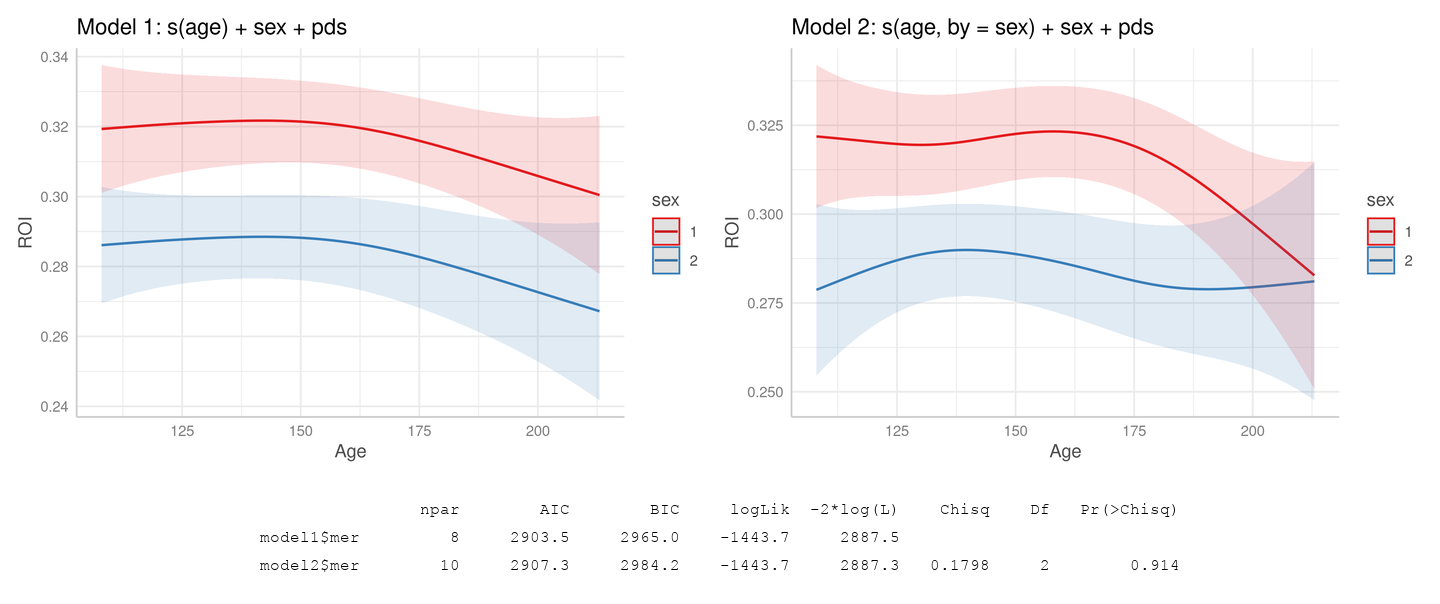 Model 1: s(age) + sex + pds
0.34
0.32
0.30
0.28
0.26
0.24
ROI
125 150 175 200
Age
sex
1
2
Model 2: s(age, by = sex) + sex + pds
0.325
0.300
0.275
0.250
ROI
125 150 175 200
Age
sex
1
2
npar AIC BIC logLik -2*log(L) Chisq Df Pr(>Chisq)
model1$mer 8 2903.5 2965.0 -1443.7 2887.5
model2$mer 10 2907.3 2984.2 -1443.7 2887.3 0.1798 2 0.914